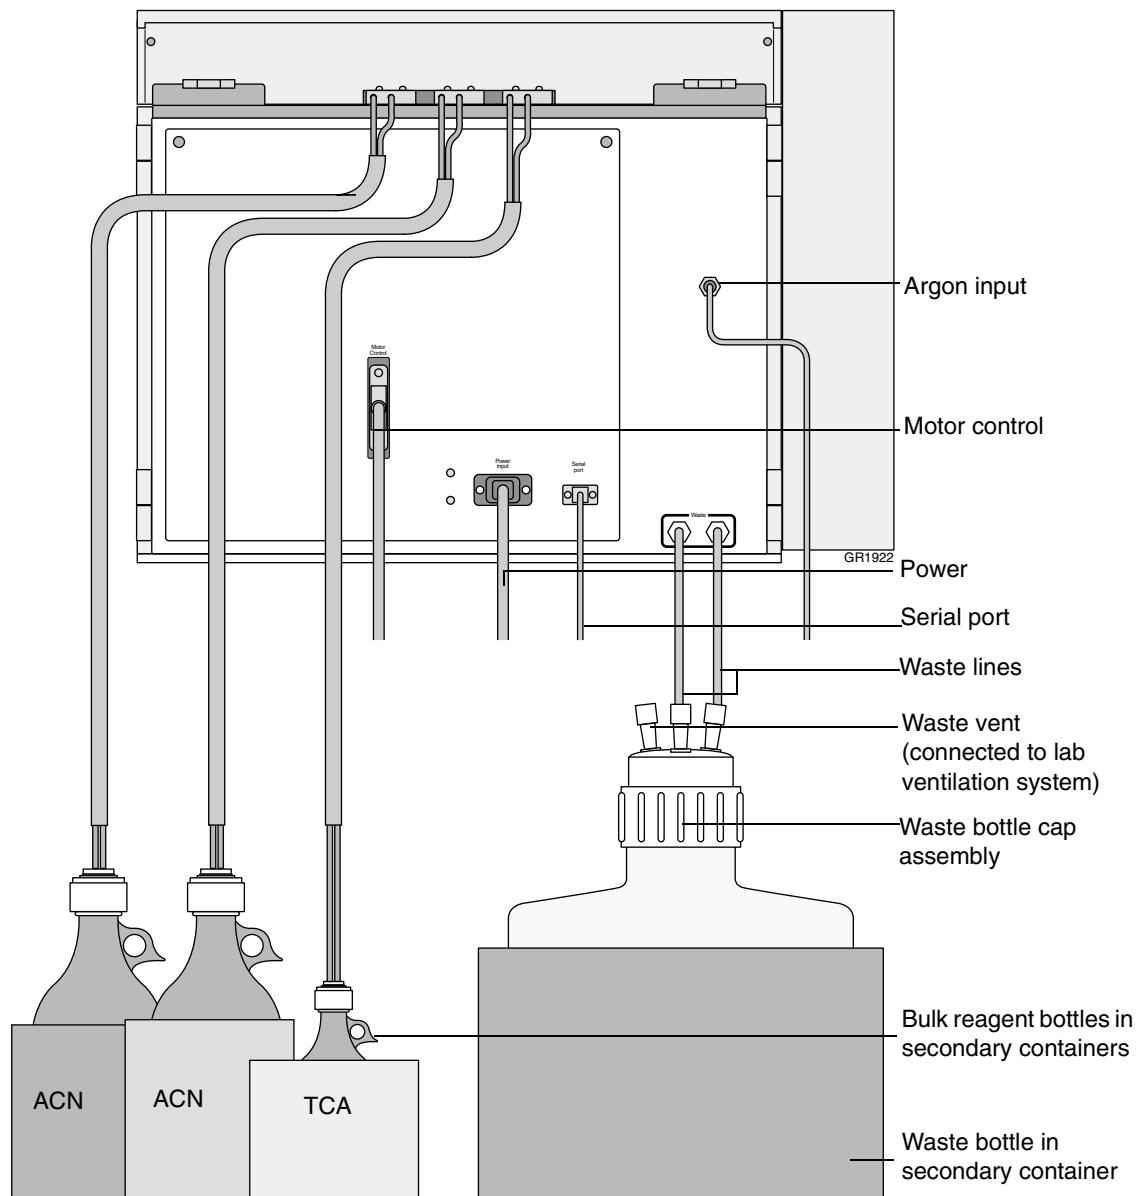 Argon input
Motor
Control
Motor control
Power
input
Serial
port
Waste
GR1922
Power
Serial port
Waste lines
Waste vent
(connected to lab
ventilation system)
Waste bottle cap
assembly
Bulk reagent bottles in
secondary containers
ACN
ACN
TCA
Waste bottle in
secondary container